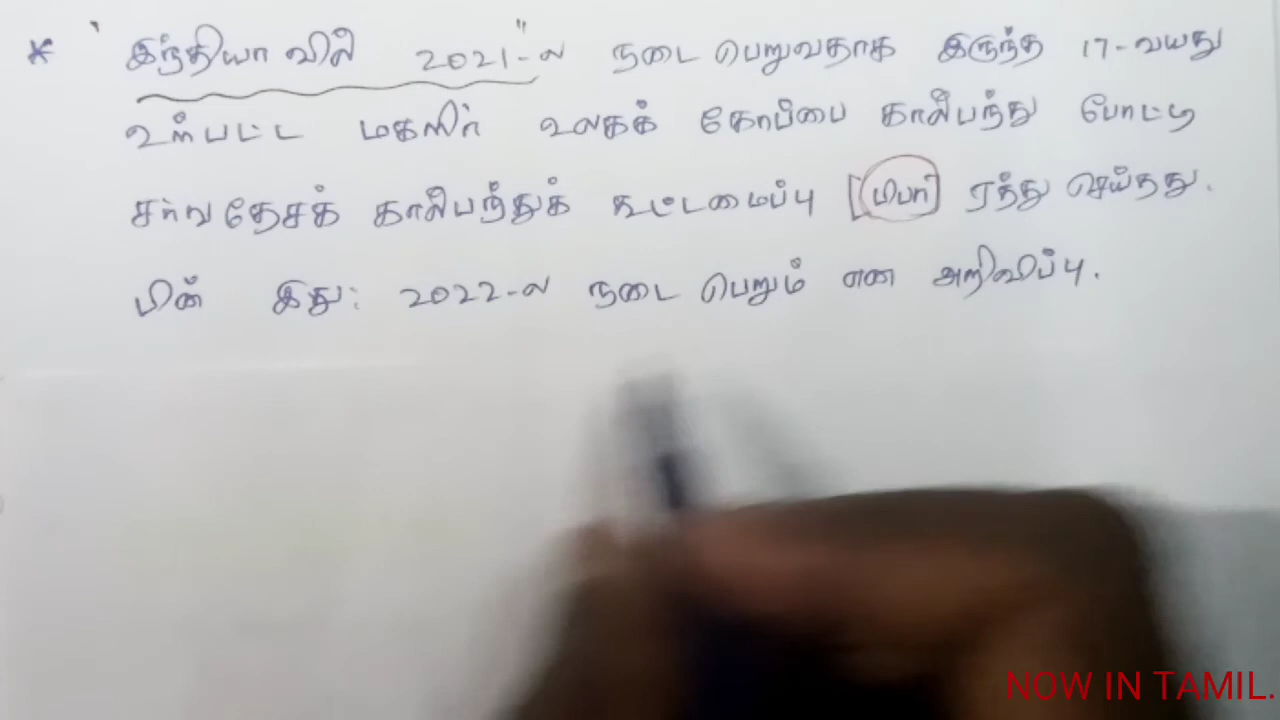 * இந்தியாவில் 2021-ல் நடைபெறுவதாக இருந்த 17-வயது
உள்பட்ட மகளிர் உலகக் கோப்பை கால்பந்து போட்டி
சர்வதேசக் கால்பந்துக் கூட்டமைப்பு [மிபா] ரத்து செய்தது.
பின் இது: 2022-ல் நடைபெறும் என அறிவிப்பு.
NOW IN TAMIL.